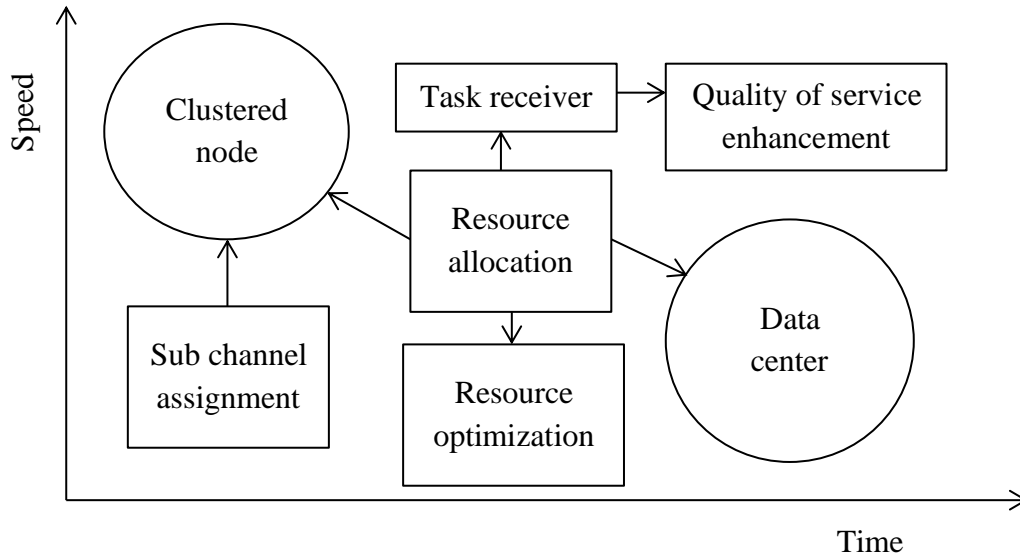 Speed
Clustered
node
Task receiver
Quality of service
enhancement
Resource
allocation
Sub channel
assignment
Resource
optimization
Data
center
Time